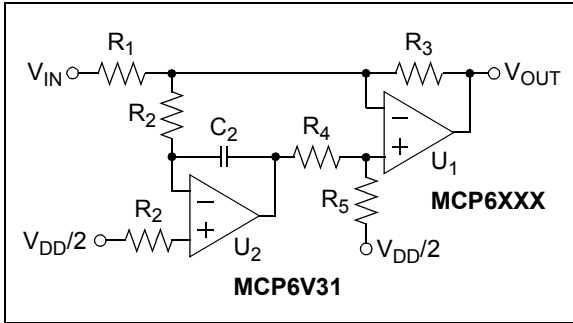 R1
R3
VIN
VOUT
R2
C2
R4
U1
R5
MCP6XXX
R2
VDD/2
U2
VDD/2
MCP6V31